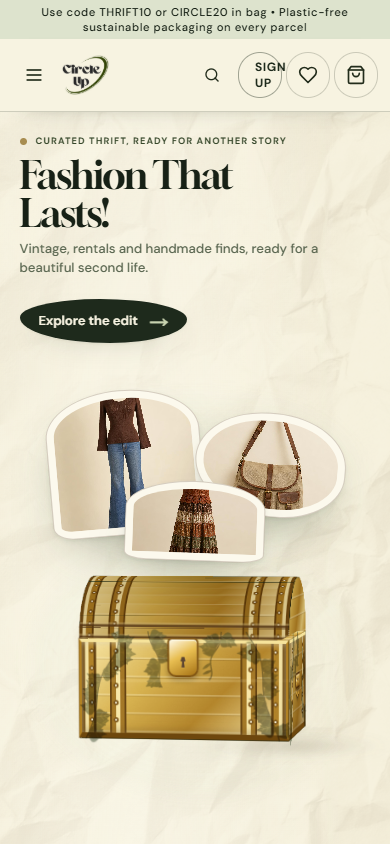 Use code THRIFT10 or CIRCLE20 in bag • Plastic-free
sustainable packaging on every parcel
Circle
Up
SIGN
UP
CURATED THRIFT, READY FOR ANOTHER STORY
Fashion That
Lasts!
Vintage, rentals and handmade finds, ready for a
beautiful second life.
Explore the edit →